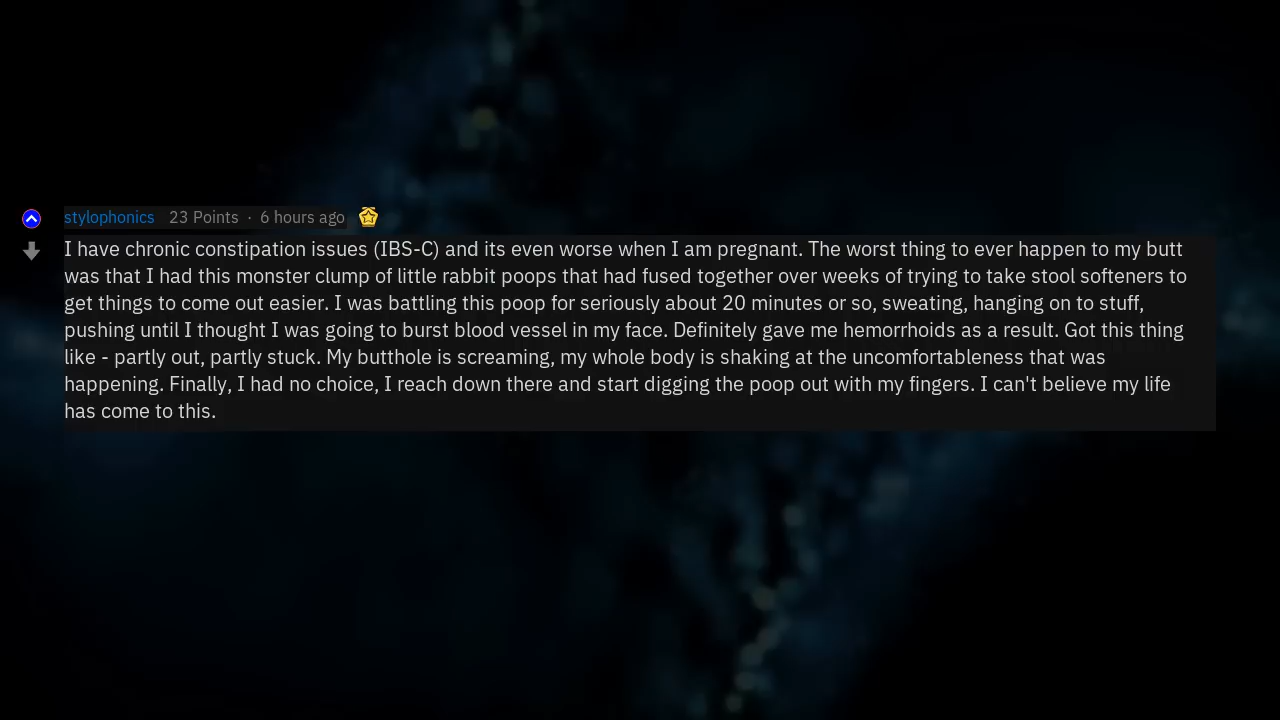 stylophonics 23 Points · 6 hours ago
I have chronic constipation issues (IBS-C) and its even worse when I am pregnant. The worst thing to ever happen to my butt
was that I had this monster clump of little rabbit poops that had fused together over weeks of trying to take stool softeners to
get things to come out easier. I was battling this poop for seriously about 20 minutes or so, sweating, hanging on to stuff,
pushing until I thought I was going to burst blood vessel in my face. Definitely gave me hemorrhoids as a result. Got this thing
like - partly out, partly stuck. My butthole is screaming, my whole body is shaking at the uncomfortableness that was
happening. Finally, I had no choice, I reach down there and start digging the poop out with my fingers. I can't believe my life
has come to this.